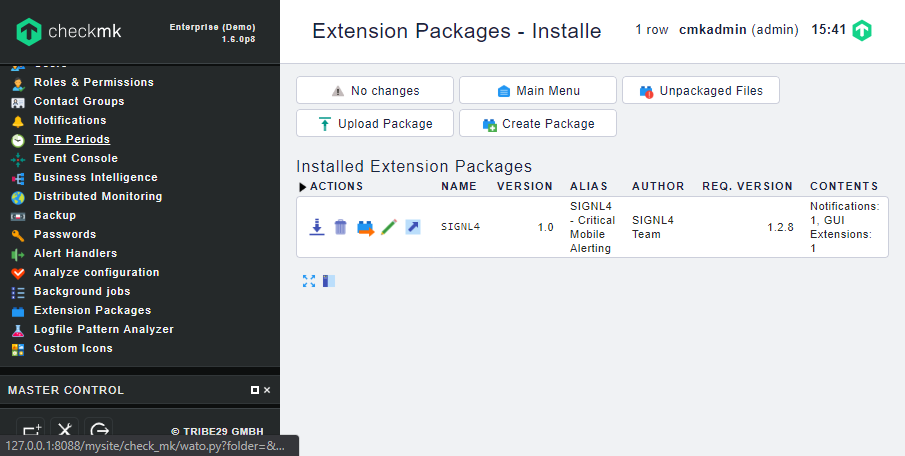 checkmk
Enterprise (Demo)
1.6.0p8
Extension Packages - Installe
1 row cmkadmin (admin) 15:41
Roles & Permissions
Contact Groups
Notifications
Time Periods
Event Console
Business Intelligence
Distributed Monitoring
Backup
Passwords
Alert Handlers
Analyze configuration
Background jobs
Extension Packages
Logfile Pattern Analyzer
Custom Icons
MASTER CONTROL
© TRIBE29 GMBH
127.0.0.1:8088/mysite/check_mk/wato.py?folder=&...
No changes
Main Menu
Unpackaged Files
Upload Package
Create Package
Installed Extension Packages
ACTIONS NAME VERSION ALIAS AUTHOR REQ. VERSION CONTENTS
SIGNL4
1.0
SIGNL4
- Critical
Mobile
Alerting
SIGNL4
Team
1.2.8
Notifications:
1, GUI
Extensions:
1